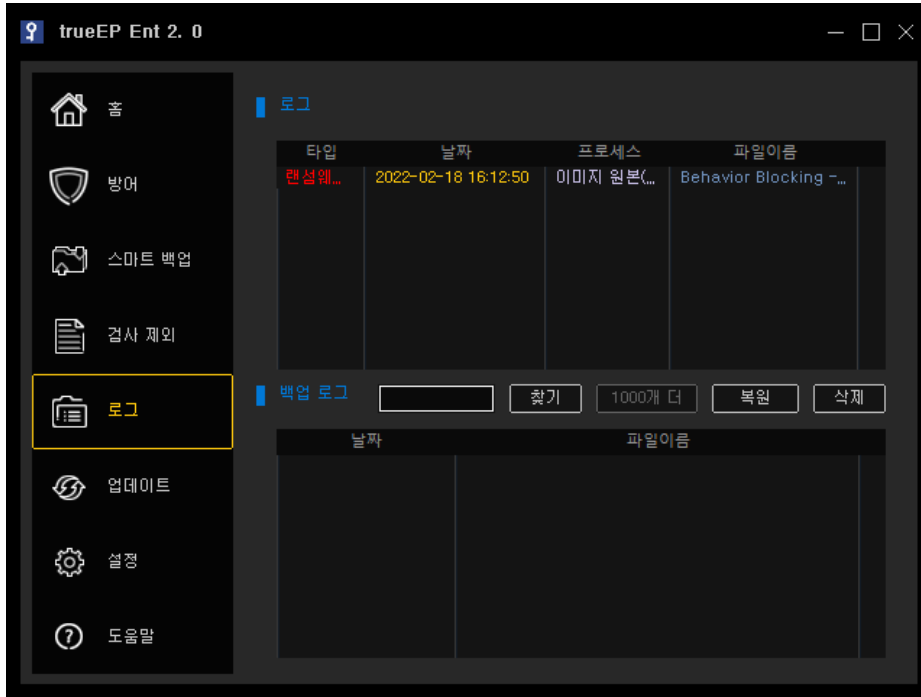 trueEP Ent 2. 0
홈
방어
스마트 백업
검사 제외
로그
업데이트
설정
도움말
로그
타입 날짜 프로세스 파일이름
랜섬웨... 2022-02-18 16:12:50 이미지 원본(... Behavior Blocking -...
백업 로그 찾기 1000개 더 복원 삭제
날짜 파일이름